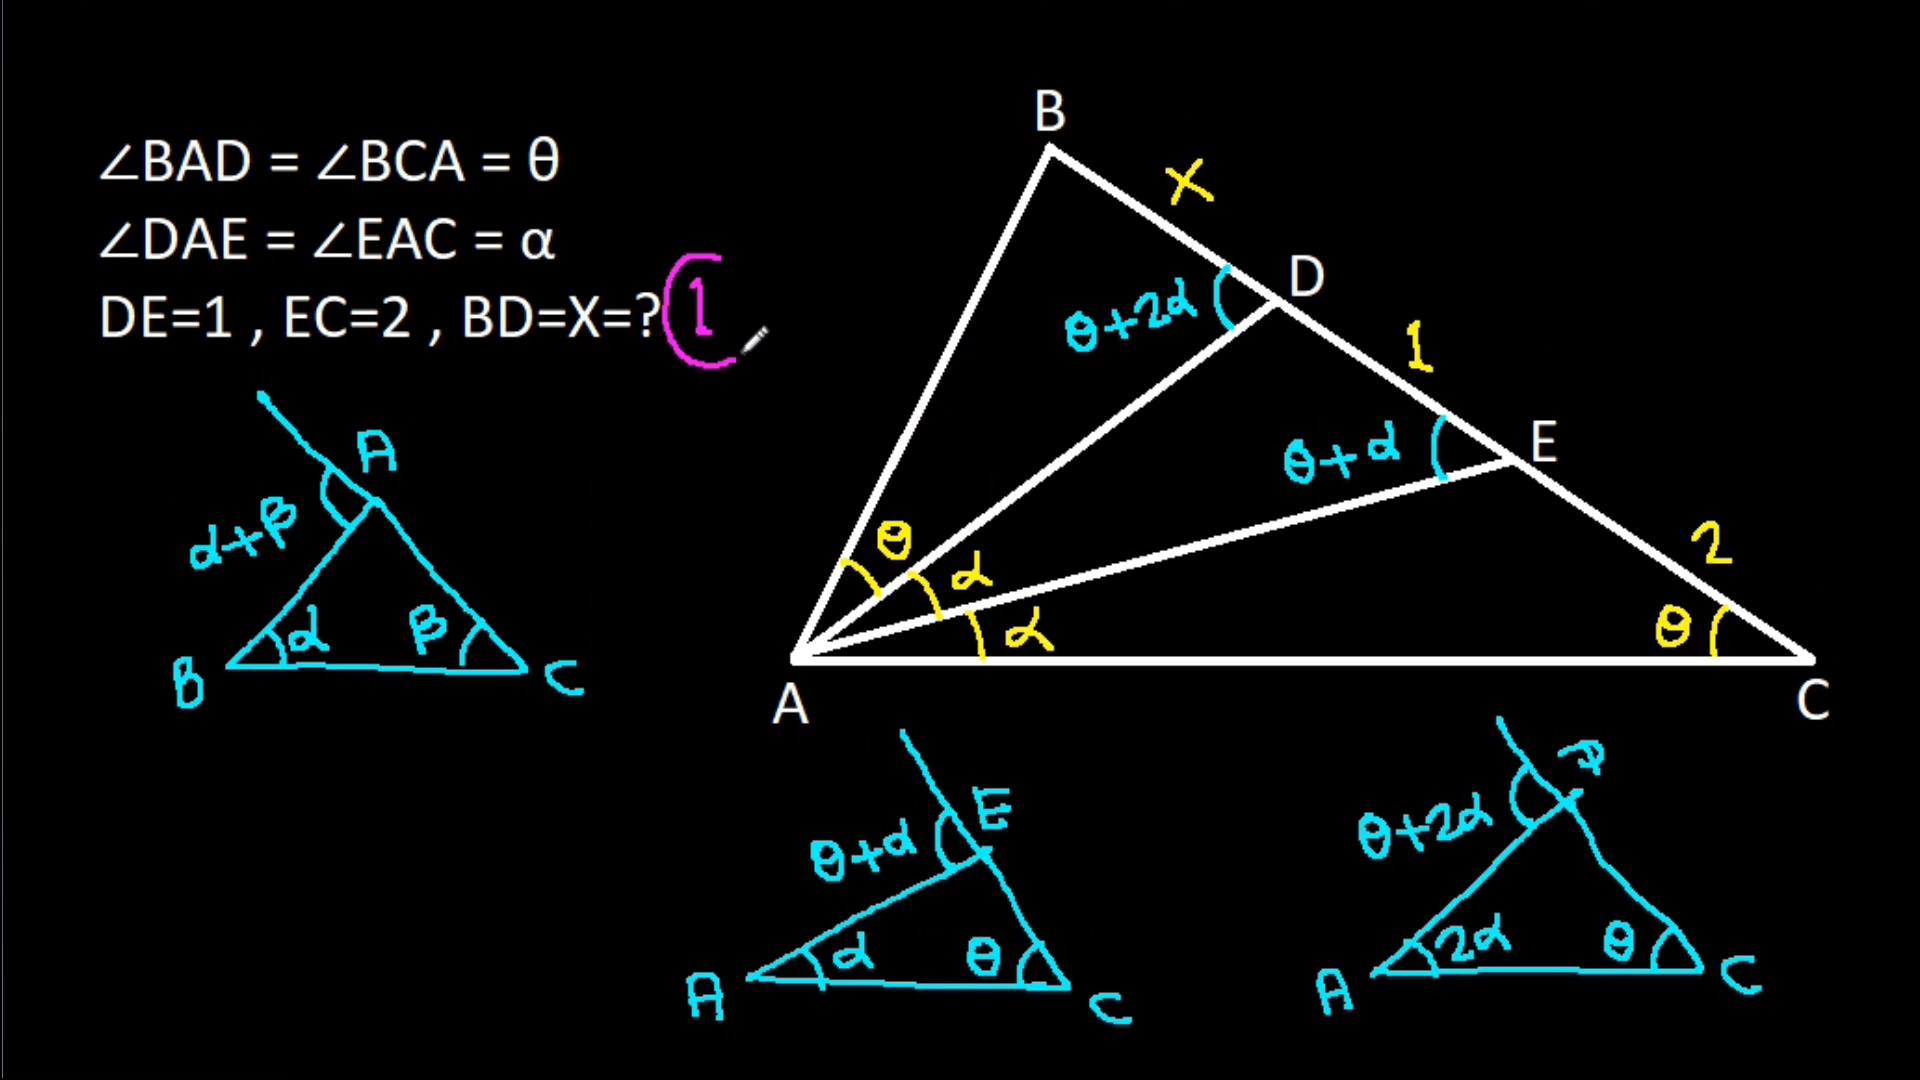 ∠BAD = ∠BCA = θ
∠DAE = ∠EAC = α
DE=1 , EC=2 , BD=X=? 1
B
x
D
θ+2α
1
E
θ+α
2
θ
α
α
θ
A
C
A
α+β
α
β
B
C
E
θ+α
α
θ
A
C
D
θ+2α
2α
θ
A
C